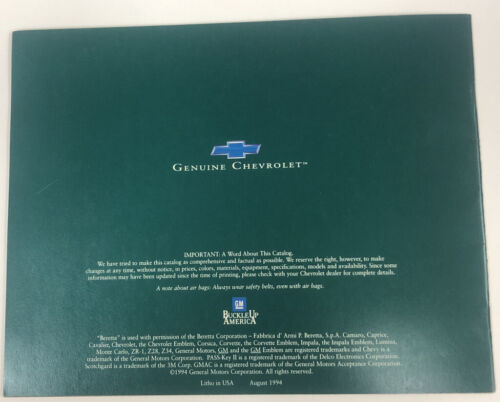 GENUINE CHEVROLET™
IMPORTANT: A Word About This Catalog.
We have tried to make this catalog as comprehensive and factual as possible. We reserve the right, however, to make
changes at any time, without notice, in prices, colors, materials, equipment, specifications, models and availability. Since some
information may have been updated since the time of printing, please check with your Chevrolet dealer for complete details.
A note about air bags: Always wear safety belts, even with air bags.
GM
BUCKLE UP
AMERICA
"Beretta" is used with permission of the Beretta Corporation – Fabbrica d' Armi P. Beretta, S.p.A. Camaro, Caprice,
Cavalier, Chevrolet, the Chevrolet Emblem, Corsica, Corvette, the Corvette Emblem, Impala, the Impala Emblem, Lumina,
Monte Carlo, ZR-1, Z28, Z34, General Motors, GM and the GM Emblem are registered trademarks and Chevy is a
trademark of the General Motors Corporation. PASS-Key II is a registered trademark of the Delco Electronics Corporation.
Scotchgard is a trademark of the 3M Corp. GMAC is a registered trademark of General Motors Acceptance Corporation.
©1994 General Motors Corporation. All rights reserved.
Litho in USA August 1994